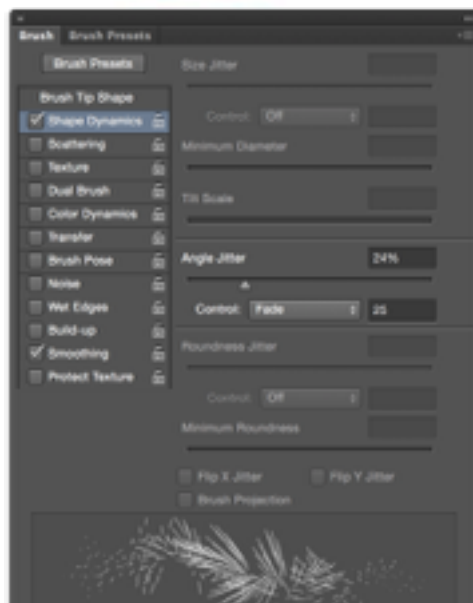 Brush Brush Presets
Brush Presets
Size Jitter
Brush Tip Shape
Control: Off
Shape Dynamics
Scattering
Minimum Diameter
Texture
Dual Brush
Tilt Scale
Color Dynamics
Transfer
Brush Pose
Angle Jitter 24%
Noise
Wet Edges
Control: Fade 25
Build-up
Smoothing
Roundness Jitter
Protect Texture
Control: Off
Minimum Roundness
Flip X Jitter Flip Y Jitter
Brush Projection